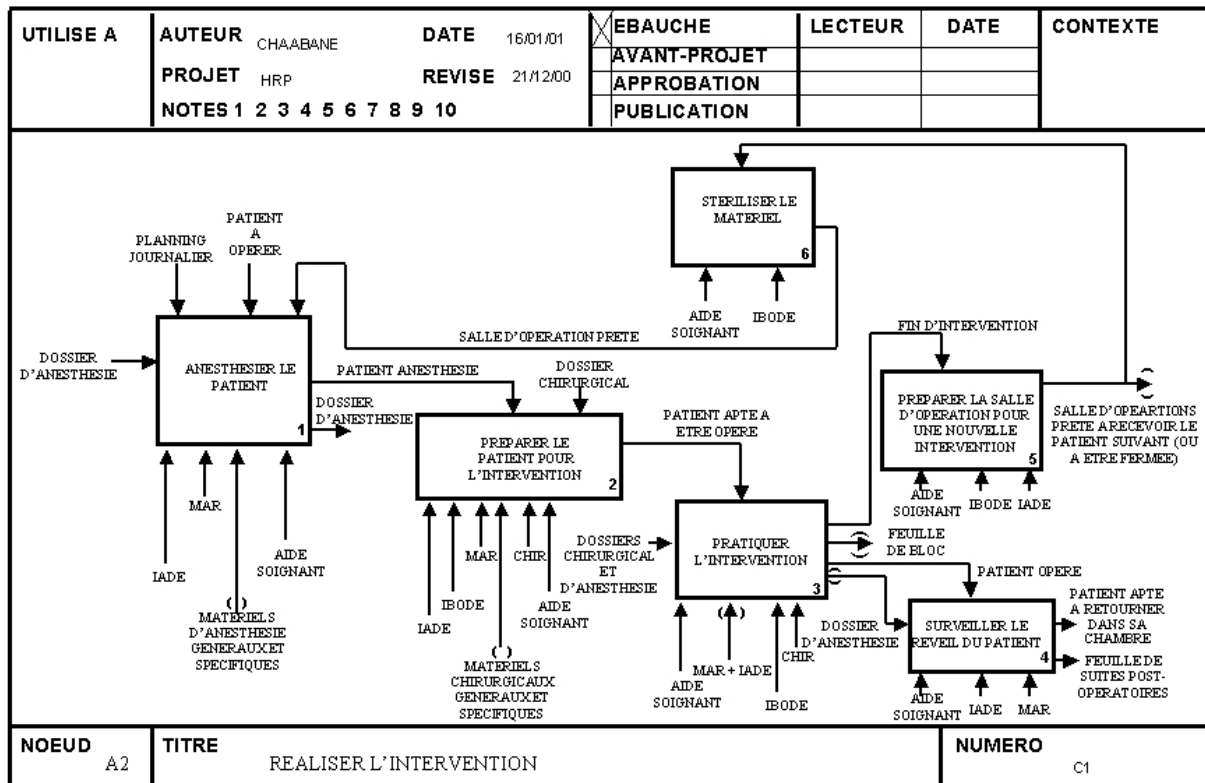 UTILISE A
AUTEUR CHAABANE
DATE 16/01/01
PROJET HRP
REVISE 21/12/00
NOTES 1 2 3 4 5 6 7 8 9 10
EBAUCHE
AVANT-PROJET
APPROBATION
PUBLICATION
LECTEUR
DATE
CONTEXTE
STERILISER LE
MATERIEL
6
AIDE
SOIGNANT
IBODE
PLANNING
JOURNALIER
PATIENT
A
OPERER
SALLE D'OPERATION PRETE
DOSSIER
D'ANESTHESIE
ANESTHESIER LE
PATIENT
1
PATIENT ANESTHESIE
DOSSIER
D'ANESTHESIE
IADE
MAR
( )
MATERIELS
D'ANESTHESIE
GENERAUX ET
SPECIFIQUES
AIDE
SOIGNANT
DOSSIER
CHIRURGICAL
PREPARER LE
PATIENT POUR
L'INTERVENTION
2
PATIENT APTE A
ETRE OPERE
IADE
IBODE
MAR
( )
MATERIELS
CHIRURGICAUX
GENERAUX ET
SPECIFIQUES
CHIR
AIDE
SOIGNANT
DOSSIERS
CHIRURGICAL
ET
D'ANESTHESIE
PRATIQUER
L'INTERVENTION
3
AIDE
SOIGNANT
( )
MAR + IADE
IBODE
CHIR
FIN D'INTERVENTION
FEUILLE
DE BLOC
PATIENT OPERE
DOSSIER
D'ANESTHESIE
PREPARER LA SALLE
D'OPERATION POUR
UNE NOUVELLE
INTERVENTION
5
AIDE
SOIGNANT
IBODE
IADE
SALLE D'OPEARTIONS
PRETE A RECEVOIR LE
PATIENT SUIVANT (OU
A ETRE FERMEE)
SURVEILLER LE
REVEIL DU PATIENT
4
AIDE
SOIGNANT
IADE
MAR
PATIENT APTE
A RETOURNER
DANS SA
CHAMBRE
FEUILLE DE
SUITES POST-
OPERATOIRES
NOEUD
A2
TITRE
REALISER L'INTERVENTION
NUMERO
C1